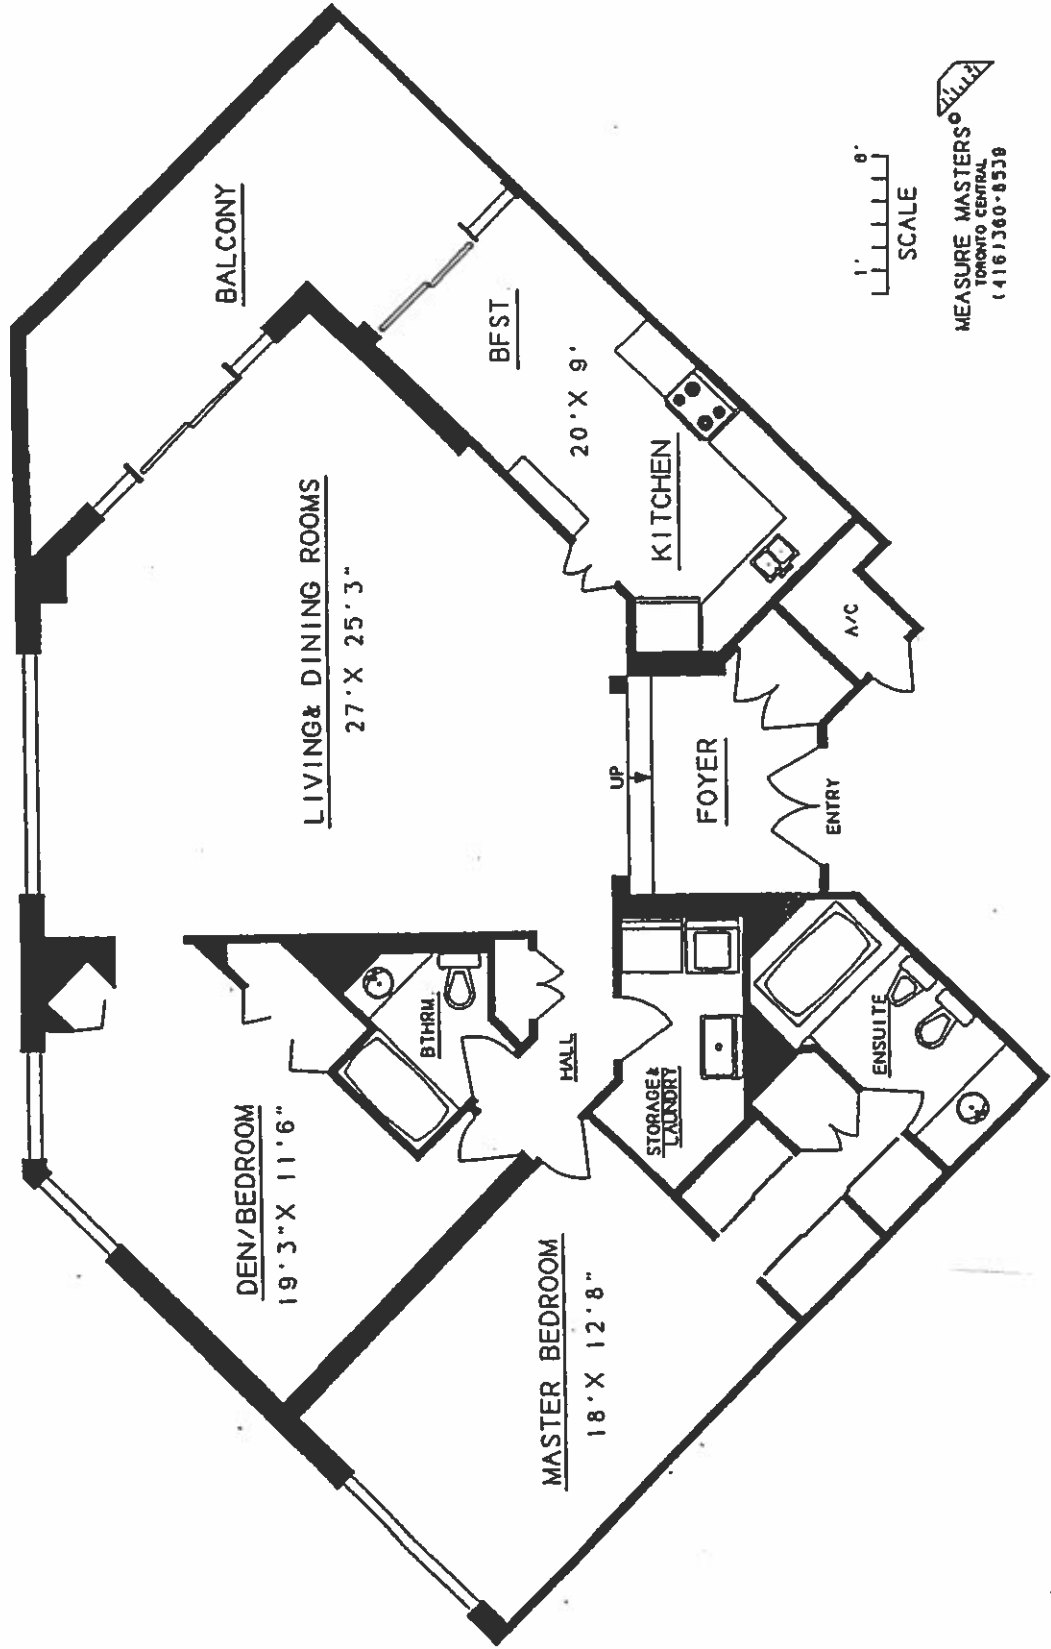 BALCONY
BFST
20'X 9'
KITCHEN
LIVING& DINING ROOMS
27'X 25'3"
A/C
UP
FOYER
ENTRY
BTHRM.
HALL
STORAGE&
LAUNDRY
ENSUITE
DEN/BEDROOM
19'3"X 11'6"
MASTER BEDROOM
18'X 12'8"
1' 6'
SCALE
MEASURE MASTERS
TORONTO CENTRAL
(416)360-8539